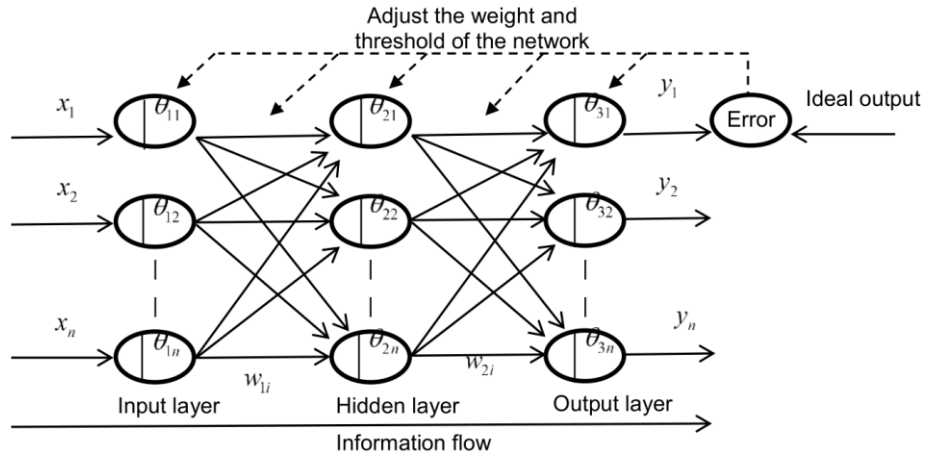 Adjust the weight and
threshold of the network
x₁ θ₁₁ θ₂₁ θ₃₁ y₁ Error Ideal output
x₂ θ₁₂ θ₂₂ θ₃₂ y₂
xₙ θ₁ₙ θ₂ₙ θ₃ₙ yₙ
w₁ᵢ w₂ᵢ
Input layer Hidden layer Output layer
Information flow